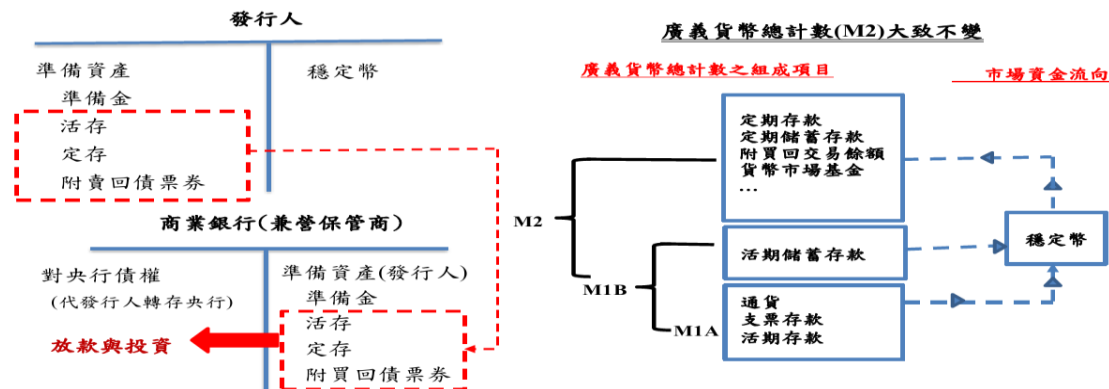 發行人
準備資產
穩定幣
準備金
活存
定存
附賣回債票券
商業銀行(兼營保管商)
對央行債權
(代發行人轉存央行)
放款與投資
準備資產(發行人)
準備金
活存
定存
附買回債票券
廣義貨幣總計數(M2)大致不變
廣義貨幣總計數之組成項目
市場資金流向
定期存款
定期儲蓄存款
附買回交易餘額
貨幣市場基金
...
M2
穩定幣
活期儲蓄存款
M1B
通貨
支票存款
活期存款
M1A